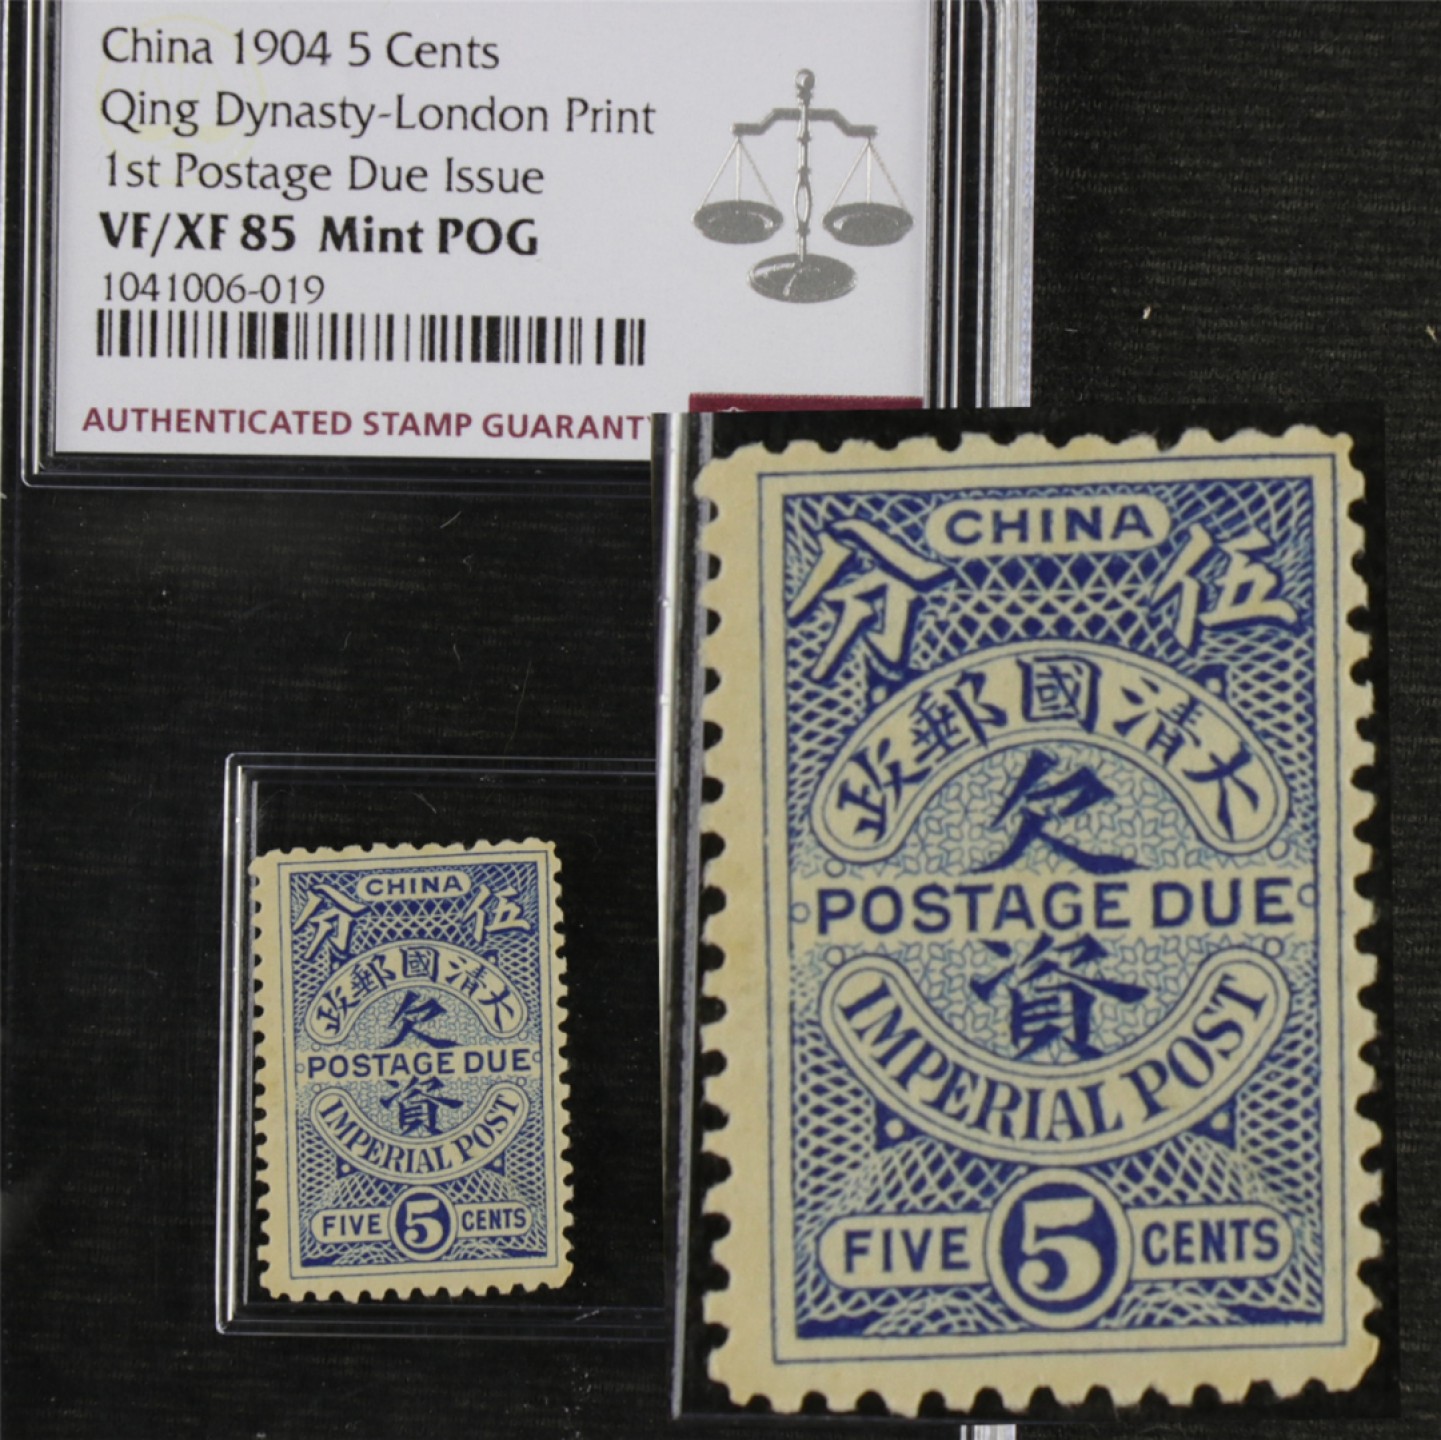 China 1904 5 Cents
Qing Dynasty-London Print
1st Postage Due Issue
VF/XF 85 Mint POG
1041006-019
AUTHENTICATED STAMP GUARANTY
CHINA
分 伍
政郵國清大
欠
POSTAGE DUE
資
IMPERIAL POST
FIVE 5 CENTS
CHINA
分 伍
政郵國清大
欠
POSTAGE DUE
資
IMPERIAL POST
FIVE 5 CENTS